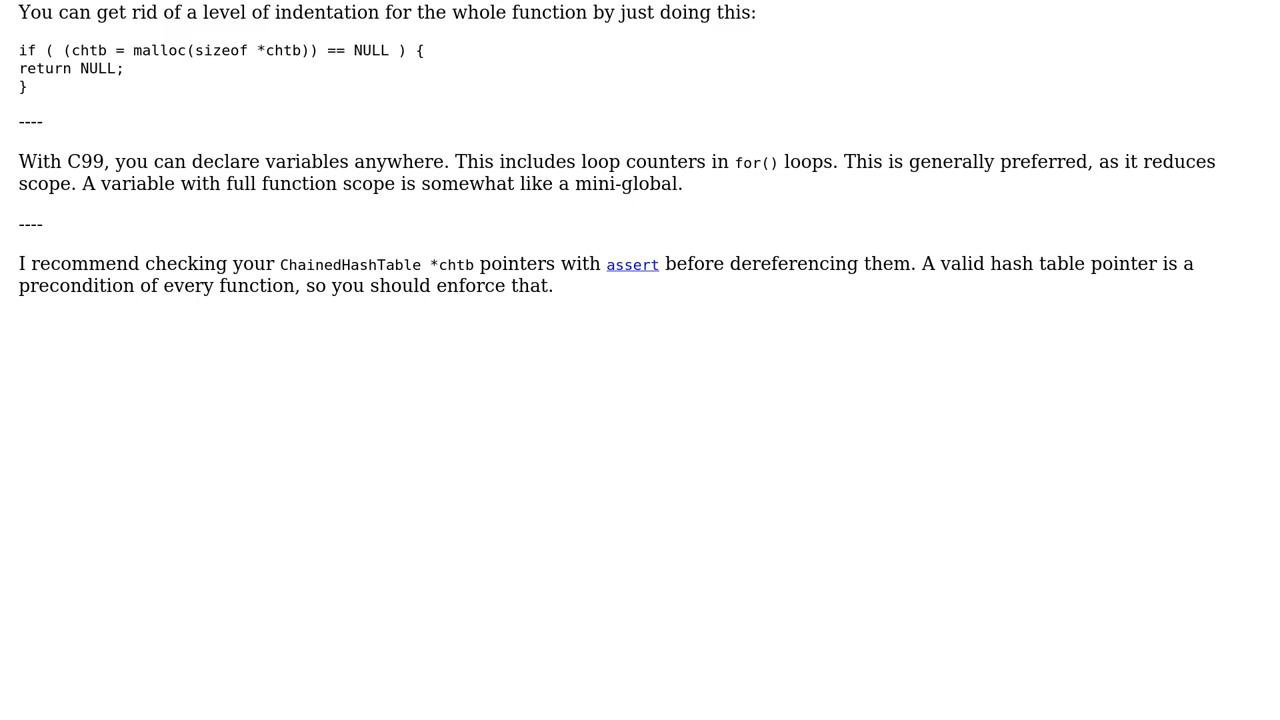 You can get rid of a level of indentation for the whole function by just doing this:
if ( (chtb = malloc(sizeof *chtb)) == NULL ) {
return NULL;
}
----
With C99, you can declare variables anywhere. This includes loop counters in for() loops. This is generally preferred, as it reduces
scope. A variable with full function scope is somewhat like a mini-global.
----
I recommend checking your ChainedHashTable *chtb pointers with assert before dereferencing them. A valid hash table pointer is a
precondition of every function, so you should enforce that.